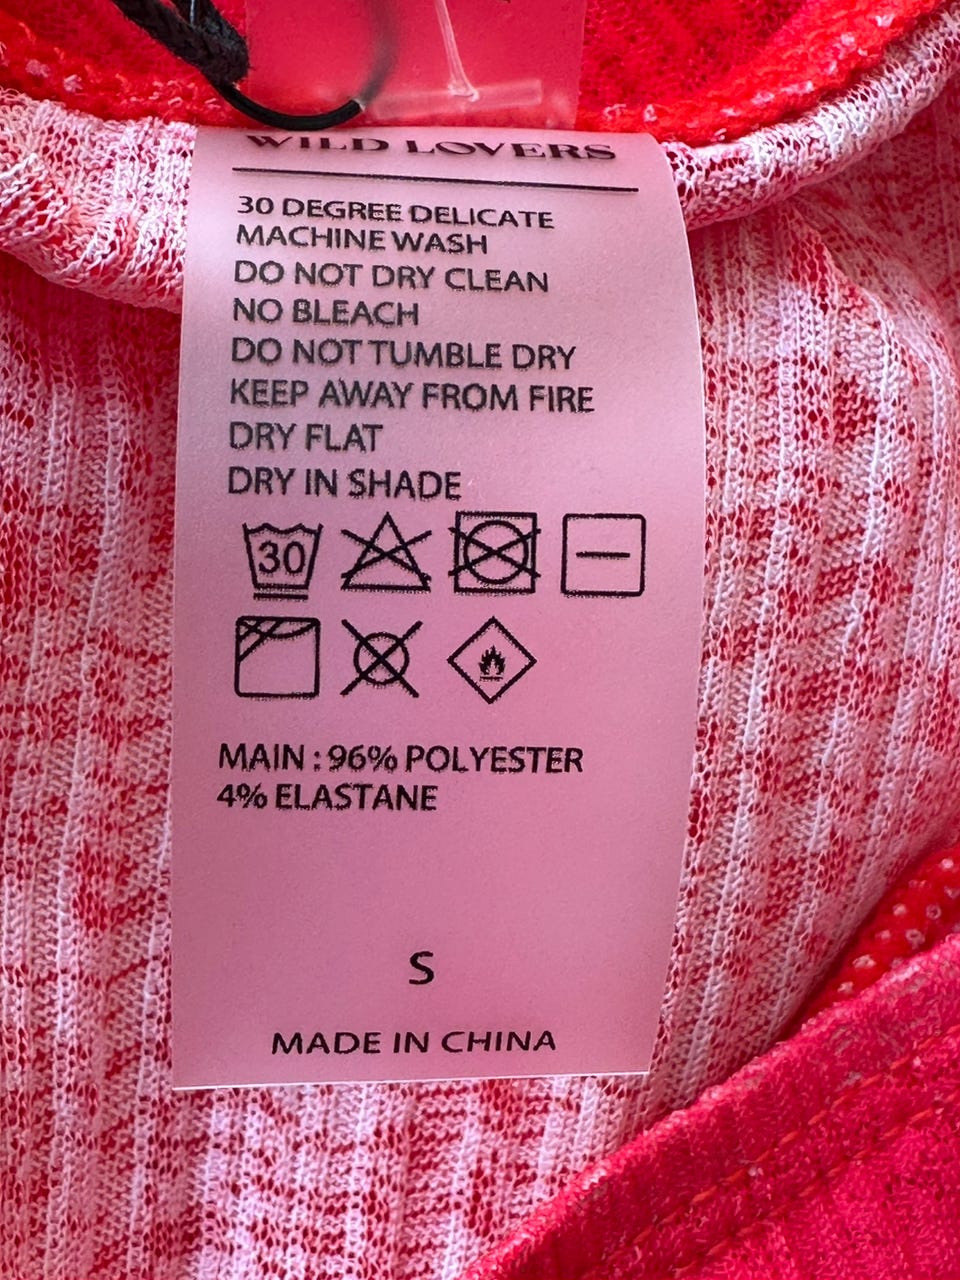 WILD LOVERS
30 DEGREE DELICATE
MACHINE WASH
DO NOT DRY CLEAN
NO BLEACH
DO NOT TUMBLE DRY
KEEP AWAY FROM FIRE
DRY FLAT
DRY IN SHADE
30
MAIN : 96% POLYESTER
4% ELASTANE
S
MADE IN CHINA